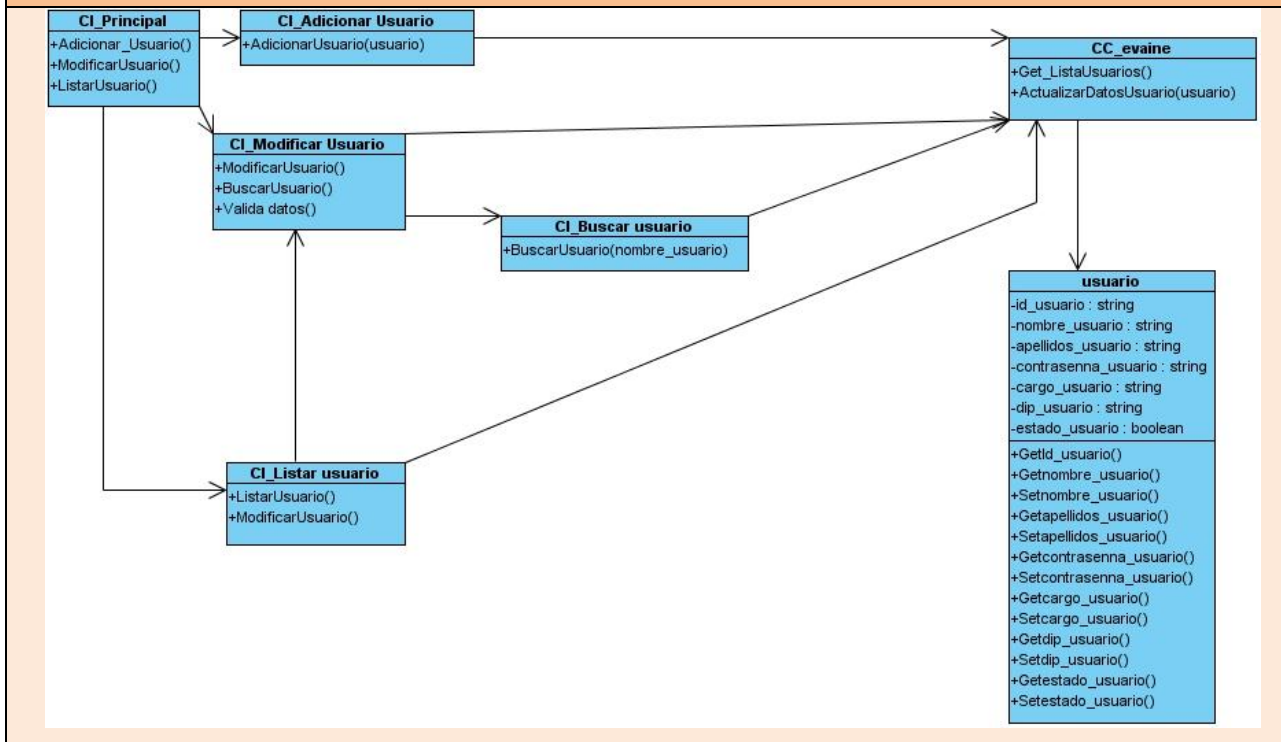 CI_Principal
+Adicionar_Usuario()
+ModificarUsuario()
+ListarUsuario()
CI_Adicionar Usuario
+AdicionarUsuario(usuario)
CC_evaine
+Get_ListaUsuarios()
+ActualizarDatosUsuario(usuario)
CI_Modificar Usuario
+ModificarUsuario()
+BuscarUsuario()
+Valida datos()
CI_Buscar usuario
+BuscarUsuario(nombre_usuario)
CI_Listar usuario
+ListarUsuario()
+ModificarUsuario()
usuario
-id_usuario : string
-nombre_usuario : string
-apellidos_usuario : string
-contrasenna_usuario : string
-cargo_usuario : string
-dip_usuario : string
-estado_usuario : boolean
+GetId_usuario()
+Getnombre_usuario()
+Setnombre_usuario()
+Getapellidos_usuario()
+Setapellidos_usuario()
+Getcontrasenna_usuario()
+Setcontrasenna_usuario()
+Getcargo_usuario()
+Setcargo_usuario()
+Getdip_usuario()
+Setdip_usuario()
+Getestado_usuario()
+Setestado_usuario()